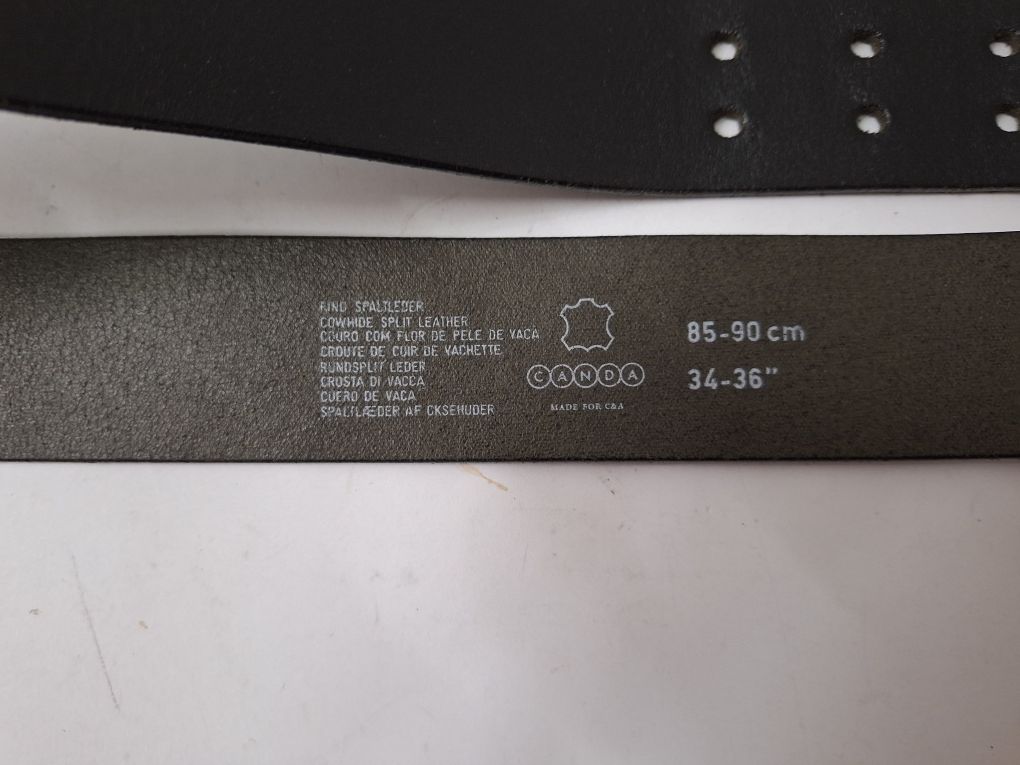 RIND SPALTLEDER
COWHIDE SPLIT LEATHER
COURO COM FLOR DE PELE DE VACA
CROUTE DE CUIR DE VACHETTE
RUNDSPLIT LEDER
CROSTA DI VACCA
CUERO DE VACA
SPALTLÆDER AF OKSEHUDER
CANDA
MADE FOR C&A
85-90 cm
34-36"